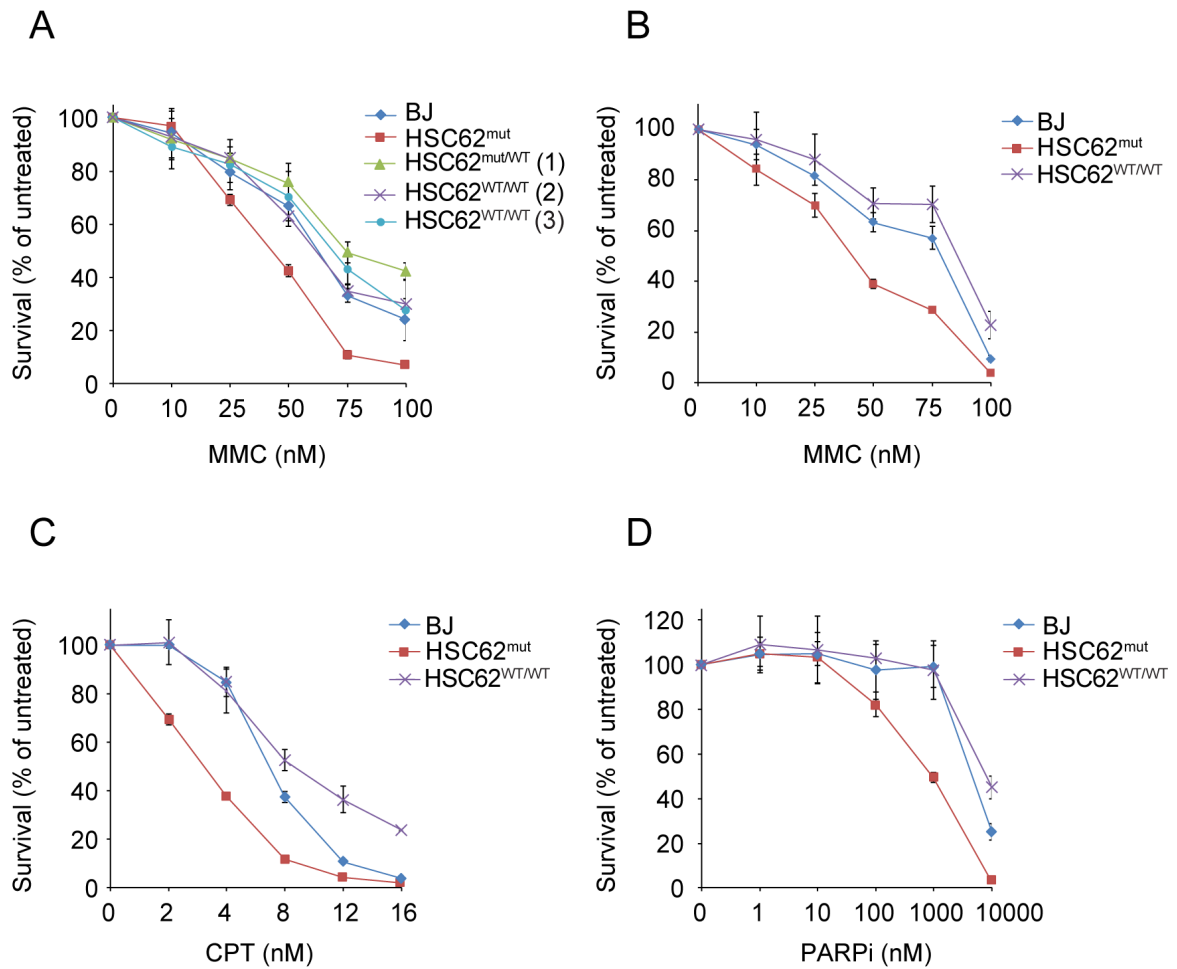 A
Survival (% of untreated)
100
80
60
40
20
0
0 10 25 50 75 100
MMC (nM)
BJ
HSC62mut
HSC62mut/WT (1)
HSC62WT/WT (2)
HSC62WT/WT (3)
B
Survival (% of untreated)
100
80
60
40
20
0
0 10 25 50 75 100
MMC (nM)
BJ
HSC62mut
HSC62WT/WT
C
Survival (% of untreated)
100
80
60
40
20
0
0 2 4 8 12 16
CPT (nM)
BJ
HSC62mut
HSC62WT/WT
D
Survival (% of untreated)
120
100
80
60
40
20
0
0 1 10 100 1000 10000
PARPi (nM)
BJ
HSC62mut
HSC62WT/WT